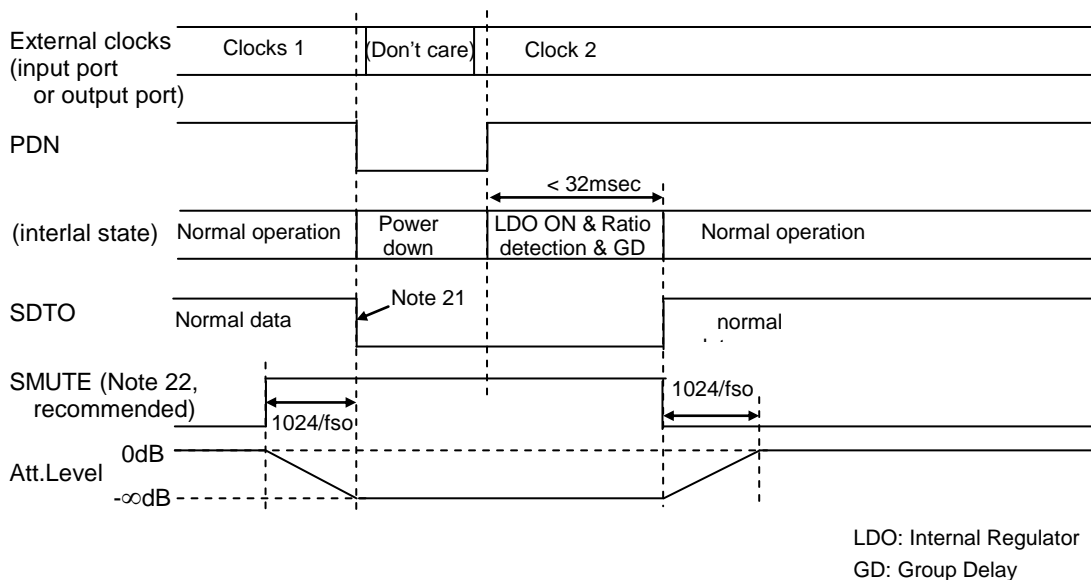 External clocks
(input port
or output port)
Clocks 1
(Don't care)
Clock 2
PDN
< 32msec
(interlal state)
Normal operation
Power
down
LDO ON & Ratio
detection & GD
Normal operation
SDTO
Normal data
Note 21
normal
SMUTE (Note 22,
recommended)
1024/fso
1024/fso
Att.Level
0dB
-∞dB
LDO: Internal Regulator
GD: Group Delay